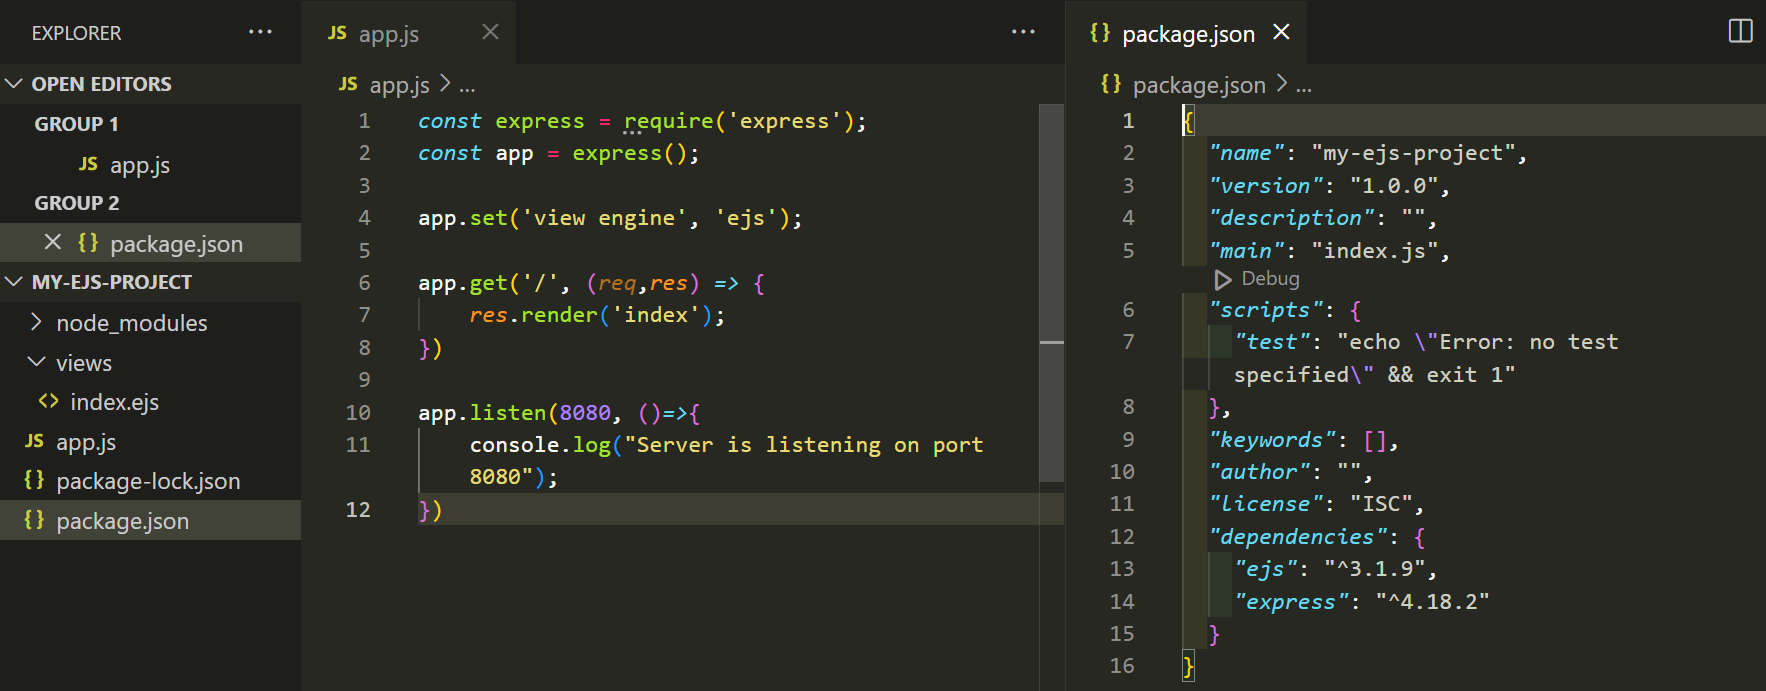 EXPLORER ...
OPEN EDITORS
GROUP 1
JS app.js
GROUP 2
{} package.json
MY-EJS-PROJECT
node_modules
views
<> index.ejs
JS app.js
{} package-lock.json
{} package.json
JS app.js
...
JS app.js > ...
1 const express = require('express');
2 const app = express();
3
4 app.set('view engine', 'ejs');
5
6 app.get('/', (req,res) => {
7 res.render('index');
8 })
9
10 app.listen(8080, ()=>{
11 console.log("Server is listening on port
8080");
12 })
{} package.json
{} package.json > ...
1 {
2 "name": "my-ejs-project",
3 "version": "1.0.0",
4 "description": "",
5 "main": "index.js",
Debug
6 "scripts": {
7 "test": "echo \"Error: no test
specified\" && exit 1"
8 },
9 "keywords": [],
10 "author": "",
11 "license": "ISC",
12 "dependencies": {
13 "ejs": "^3.1.9",
14 "express": "^4.18.2"
15 }
16 }